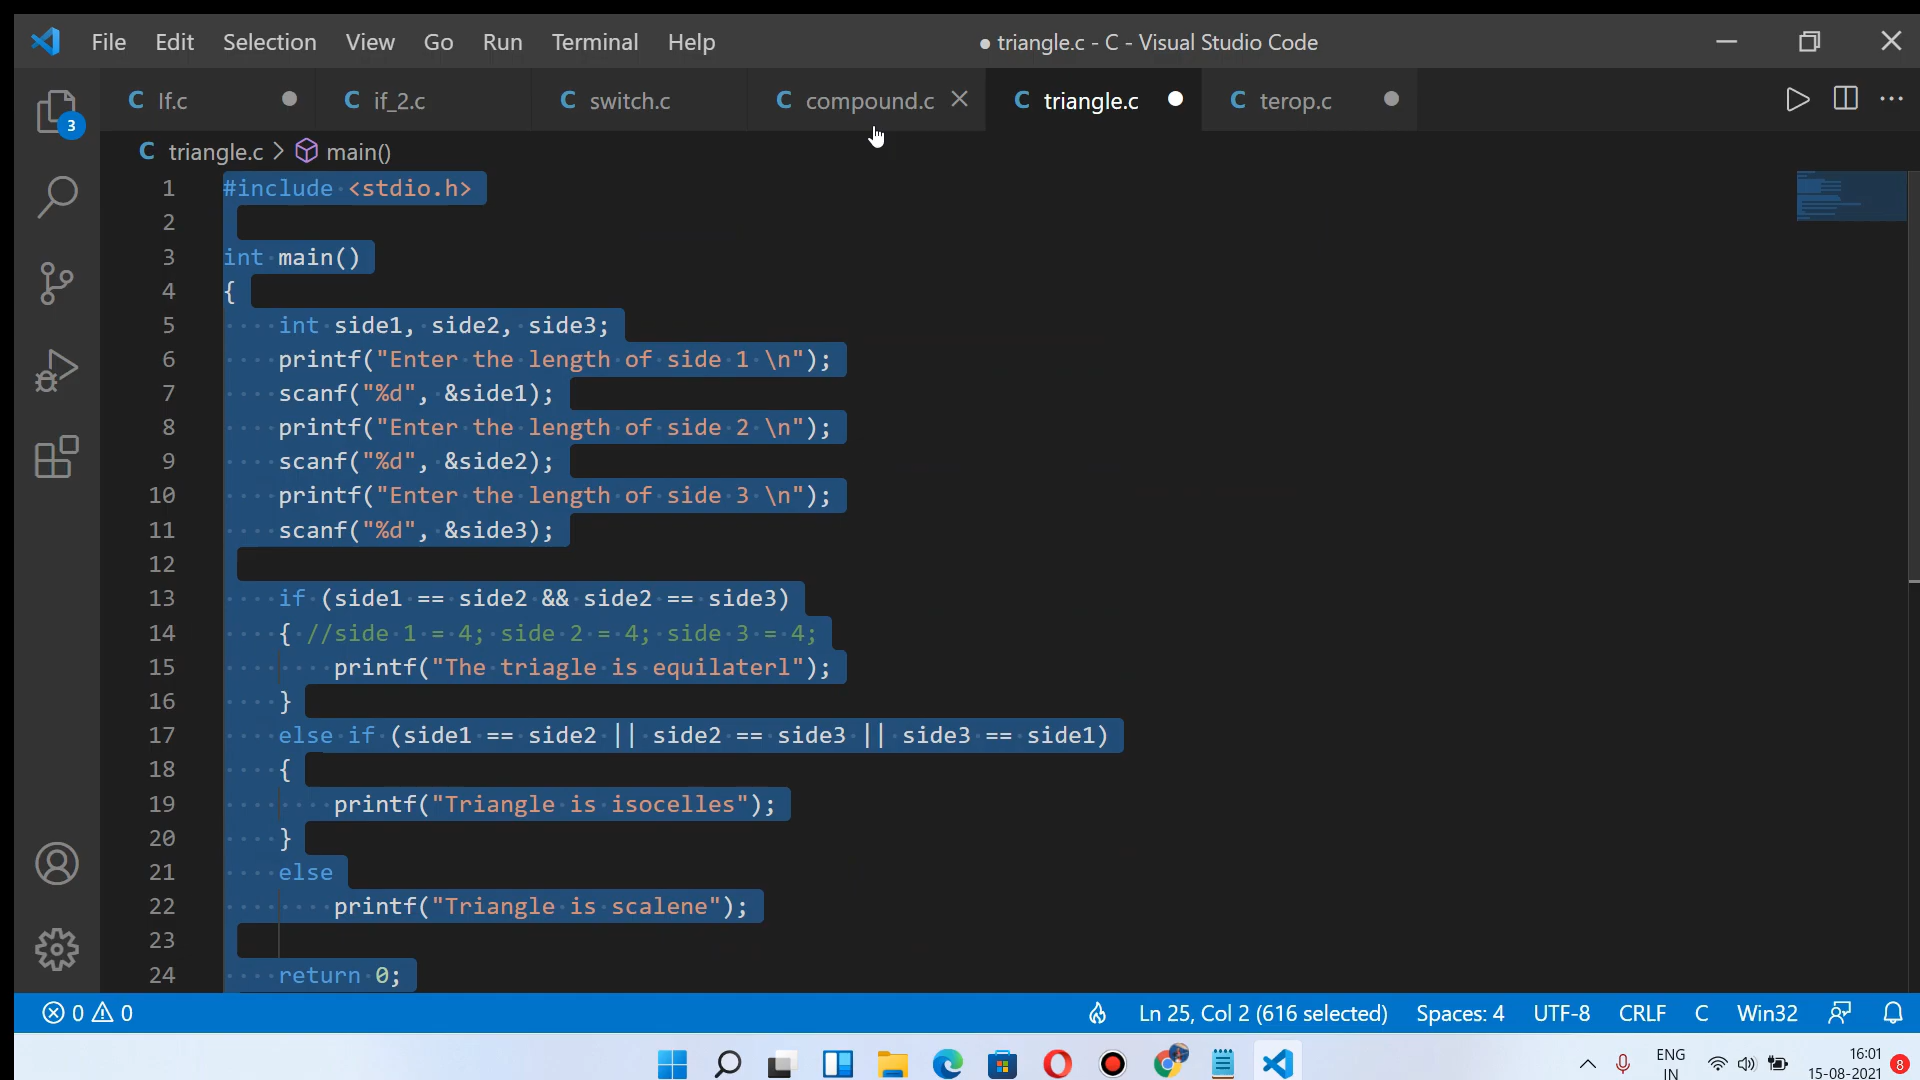 File Edit Selection View Go Run Terminal Help ● triangle.c - C - Visual Studio Code
C If.c C if_2.c C switch.c C compound.c C triangle.c C terop.c
3
C triangle.c > main()
1 #include <stdio.h>
2
3 int main()
4 {
5 int side1, side2, side3;
6 printf("Enter the length of side 1 \n");
7 scanf("%d", &side1);
8 printf("Enter the length of side 2 \n");
9 scanf("%d", &side2);
10 printf("Enter the length of side 3 \n");
11 scanf("%d", &side3);
12
13 if (side1 == side2 && side2 == side3)
14 { //side 1 = 4; side 2 = 4; side 3 = 4;
15 printf("The triagle is equilaterl");
16 }
17 else if (side1 == side2 || side2 == side3 || side3 == side1)
18 {
19 printf("Triangle is isocelles");
20 }
21 else
22 printf("Triangle is scalene");
23
24 return 0;
0 0 Ln 25, Col 2 (616 selected) Spaces: 4 UTF-8 CRLF C Win32
ENG
IN
16:01
15-08-2021
8